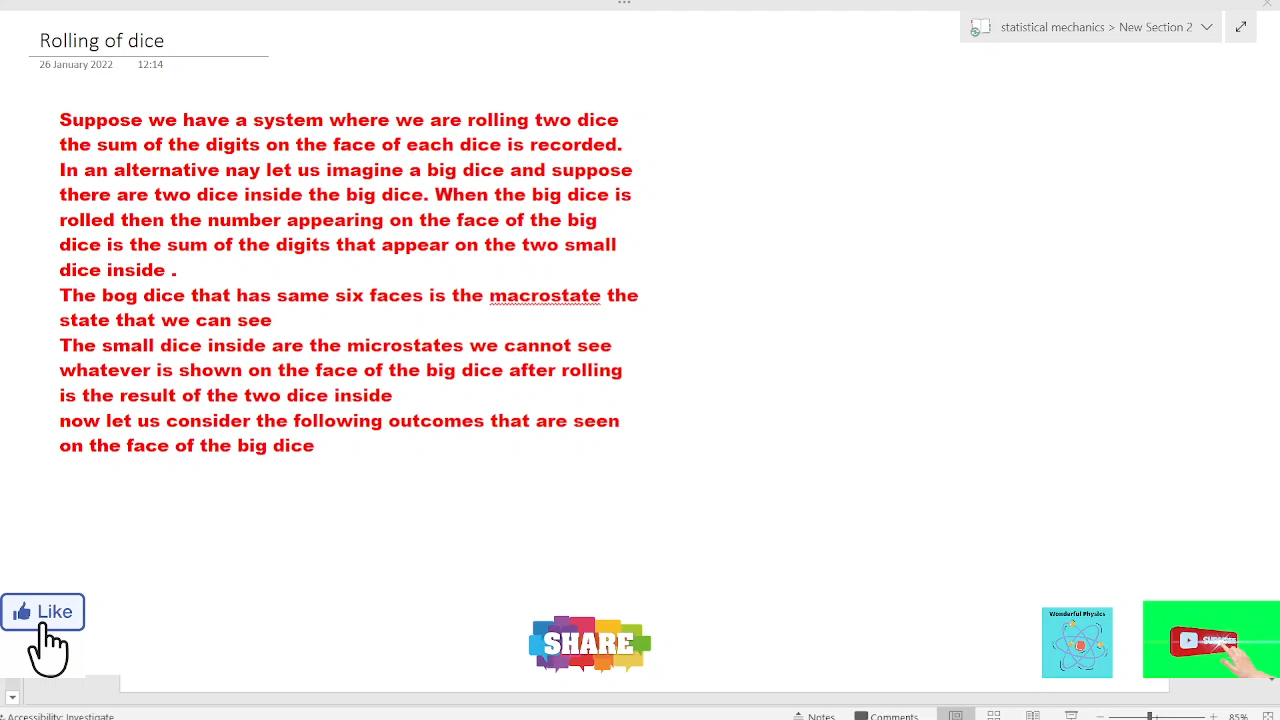 Rolling of dice
statistical mechanics > New Section 2
26 January 2022 12:14
Suppose we have a system where we are rolling two dice
the sum of the digits on the face of each dice is recorded.
In an alternative nay let us imagine a big dice and suppose
there are two dice inside the big dice. When the big dice is
rolled then the number appearing on the face of the big
dice is the sum of the digits that appear on the two small
dice inside .
The bog dice that has same six faces is the macrostate the
state that we can see
The small dice inside are the microstates we cannot see
whatever is shown on the face of the big dice after rolling
is the result of the two dice inside
now let us consider the following outcomes that are seen
on the face of the big dice
Like
SHARE
Wonderful Physics
Accessibility: Investigate
Notes
Comments
85%